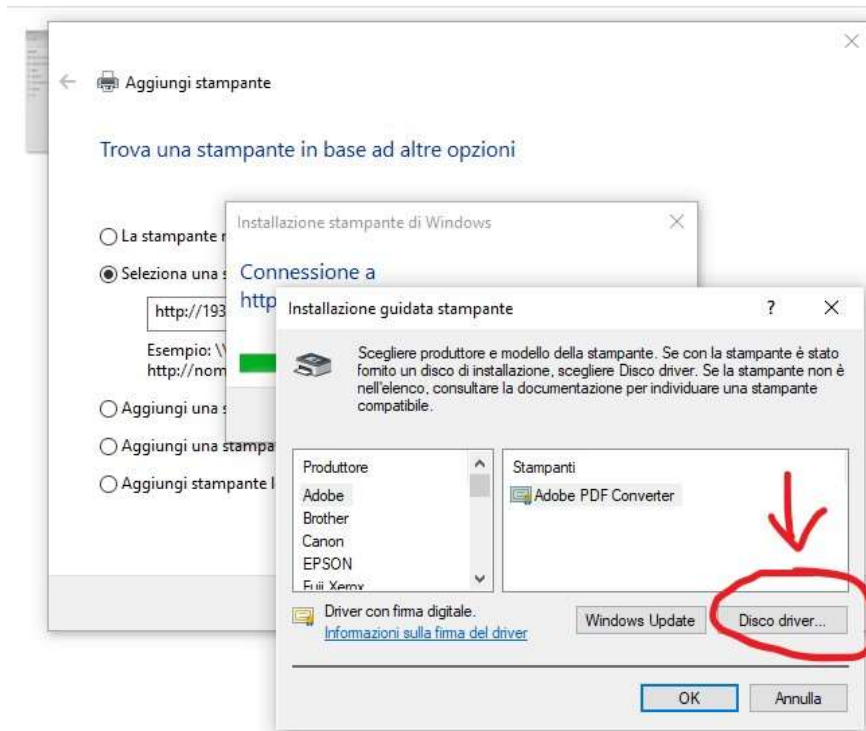 Aggiungi stampante
Trova una stampante in base ad altre opzioni
La stampante
Seleziona una
http://193
Esempio: \\
http://nom
Aggiungi una
Aggiungi una stampa
Aggiungi stampante l
Installazione stampante di Windows
Connessione a
http
Installazione guidata stampante
Scegliere produttore e modello della stampante. Se con la stampante è stato
fornito un disco di installazione, scegliere Disco driver. Se la stampante non è
nell'elenco, consultare la documentazione per individuare una stampante
compatibile.
Produttore
Adobe
Brother
Canon
EPSON
Fuji Xerox
Stampanti
Adobe PDF Converter
Driver con firma digitale.
Informazioni sulla firma del driver
Windows Update
Disco driver...
OK
Annulla